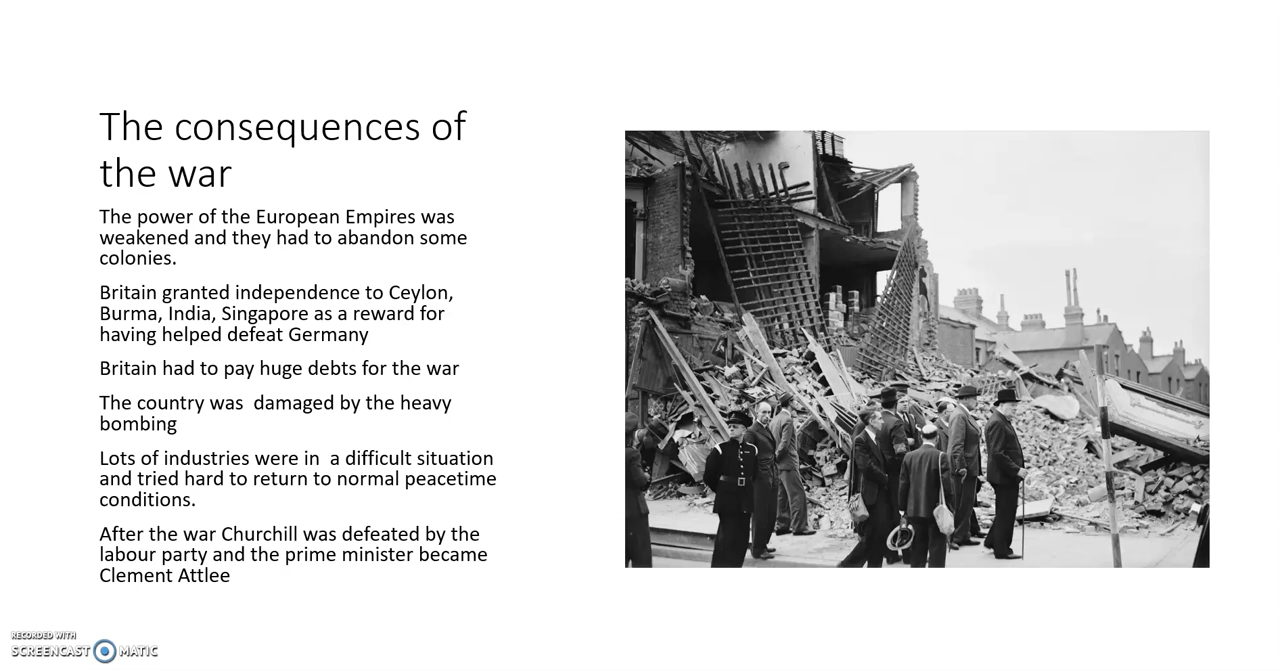 The consequences of
the war
The power of the European Empires was
weakened and they had to abandon some
colonies.
Britain granted independence to Ceylon,
Burma, India, Singapore as a reward for
having helped defeat Germany
Britain had to pay huge debts for the war
The country was  damaged by the heavy
bombing
Lots of industries were in  a difficult situation
and tried hard to return to normal peacetime
conditions.
After the war Churchill was defeated by the
labour party and the prime minister became
Clement Attlee
RECORDED WITH
SCREENCAST MATIC